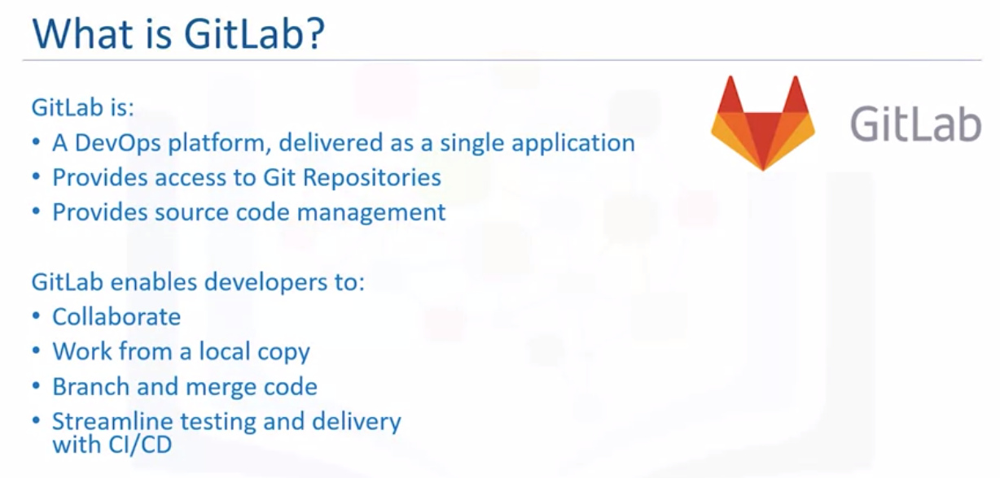 What is GitLab?
GitLab is:
• A DevOps platform, delivered as a single application
GitLab
• Provides access to Git Repositories
• Provides source code management
GitLab enables developers to:
• Collaborate
• Work from a local copy
• Branch and merge code
• Streamline testing and delivery
with CI/CD